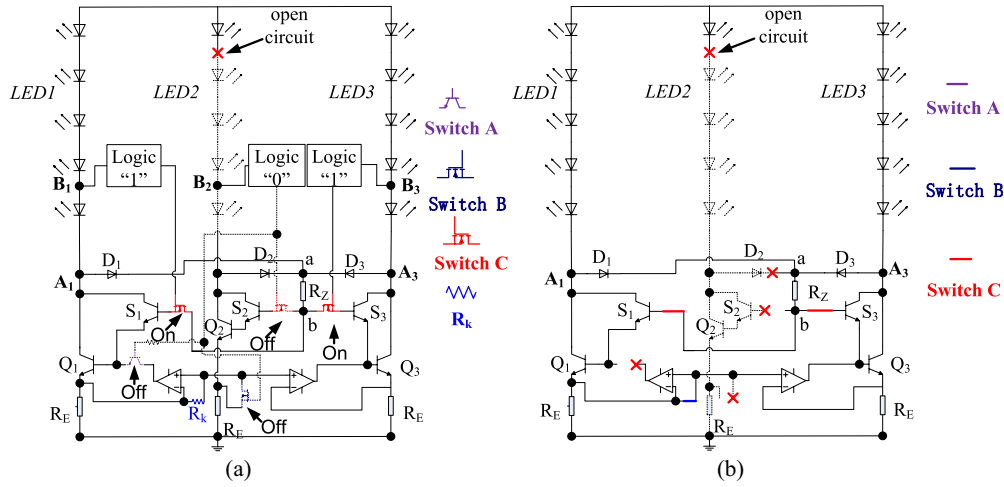 open
circuit
LED1
LED2
LED3
Switch A
Logic
“1”
Logic
“0”
Logic
“1”
B1
B2
B3
Switch B
D1
D2
a
D3
A1
A3
Switch C
RZ
S1
S2
S3
b
Q2
On
Off
On
Rk
Q1
Off
Q3
RE
Rk
RE
Off
RE
(a)
open
circuit
LED1
LED2
LED3
Switch A
Switch B
D1
D2
a
D3
A1
A3
Switch C
RZ
S1
S2
S3
b
Q2
Q1
Q3
RE
RE
RE
(b)